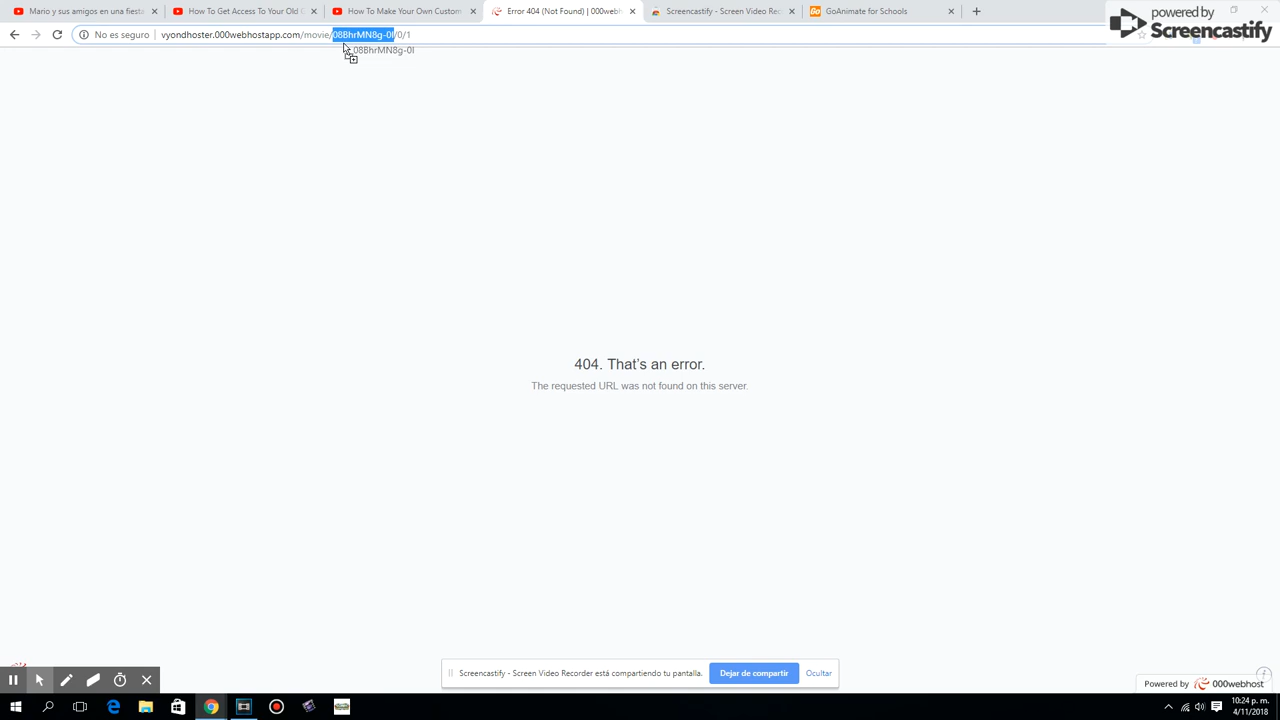 Mario y sus amigos en una fiesta
How To Get Access To Your Old G
How To Make Your Own Custom
Error 404 (Not Found) | 000webh
Screencastify - Screen Video Rec
GoAnimate for Schools
powered by
Screencastify
No es seguro
vyondhoster.000webhostapp.com/movie/08BhrMN8g-0I/0/1
08BhrMN8g-0I
404. That's an error.
The requested URL was not found on this server.
Screencastify - Screen Video Recorder está compartiendo tu pantalla.
Dejar de compartir
Ocultar
Powered by 000webhost
10:24 p. m.
4/11/2018